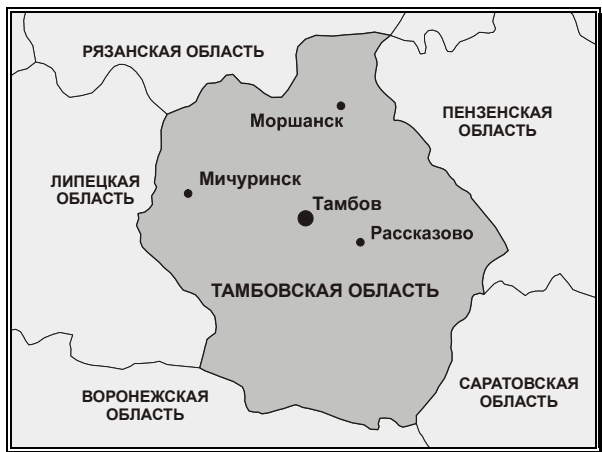 РЯЗАНСКАЯ ОБЛАСТЬ
ПЕНЗЕНСКАЯ
ОБЛАСТЬ
Моршанск
ЛИПЕЦКАЯ
ОБЛАСТЬ
Мичуринск
Тамбов
Рассказово
ТАМБОВСКАЯ ОБЛАСТЬ
ВОРОНЕЖСКАЯ
ОБЛАСТЬ
САРАТОВСКАЯ
ОБЛАСТЬ